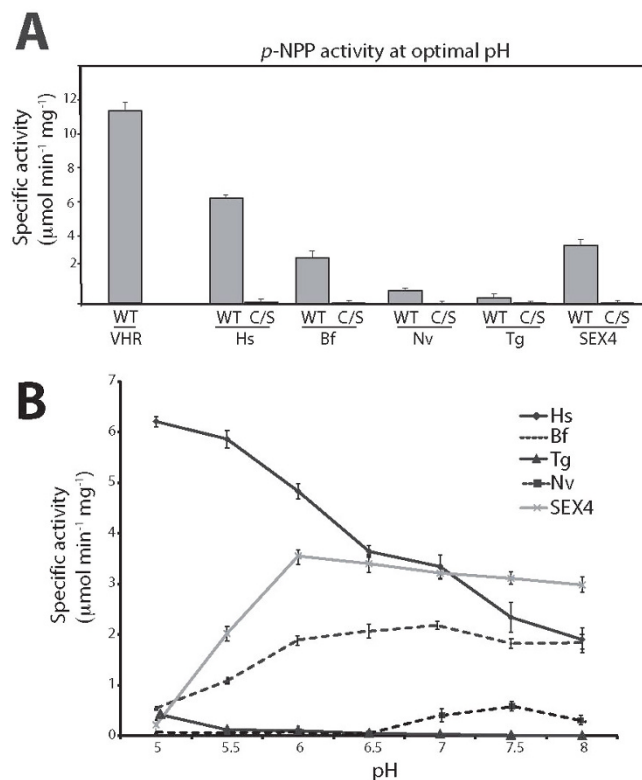 A
p-NPP activity at optimal pH
Specific activity
(μmol min⁻¹ mg⁻¹)
12
10
8
6
4
2
WT WT C/S WT C/S WT C/S WT C/S WT C/S
VHR Hs Bf Nv Tg SEX4
B
7
6
5
4
3
2
1
0
Specific activity
(μmol min⁻¹ mg⁻¹)
Hs
Bf
Tg
Nv
SEX4
5 5.5 6 6.5 7 7.5 8
pH